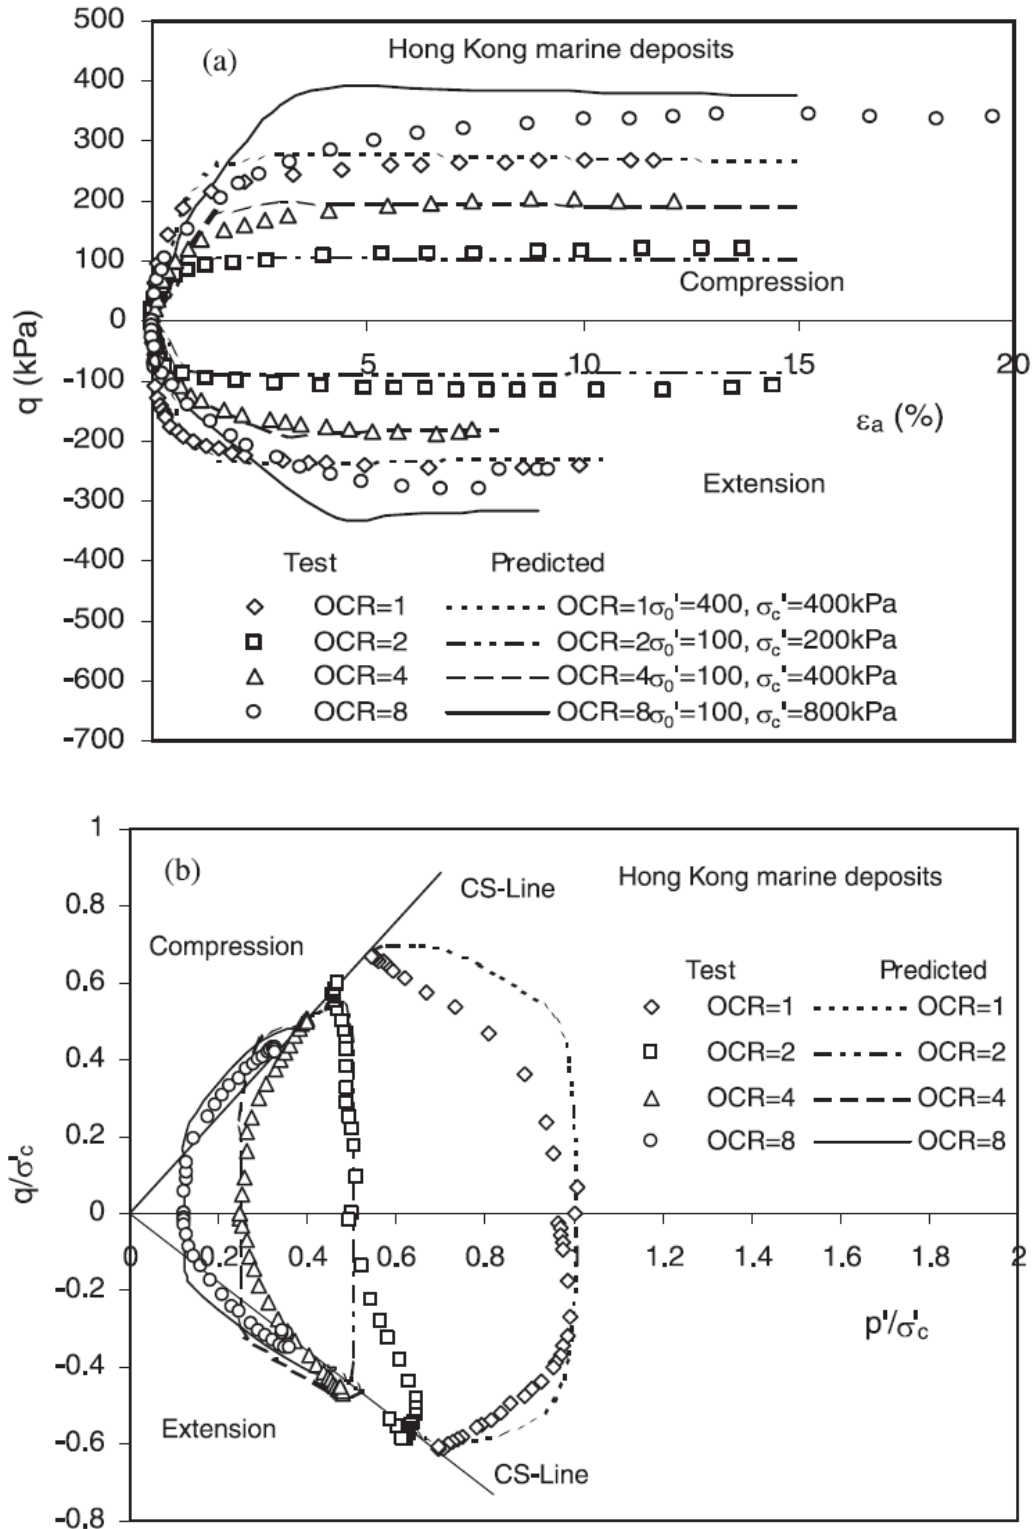 500
400
300
200
100
0
-100
-200
-300
-400
-500
-600
-700
q (kPa)
(a)
Hong Kong marine deposits
Compression
5 10 15 20
εa (%)
Extension
Test Predicted
OCR=1 OCR=1σ0'=400, σc'=400kPa
OCR=2 OCR=2σ0'=100, σc'=200kPa
OCR=4 OCR=4σ0'=100, σc'=400kPa
OCR=8 OCR=8σ0'=100, σc'=800kPa
1
0.8
0.6
0.4
0.2
0
-0.2
-0.4
-0.6
-0.8
q/σ'c
(b)
CS-Line
Hong Kong marine deposits
Compression
Test Predicted
OCR=1 OCR=1
OCR=2 OCR=2
OCR=4 OCR=4
OCR=8 OCR=8
0 0.2 0.4 0.6 0.8 1 1.2 1.4 1.6 1.8 2
p'/σ'c
Extension
CS-Line